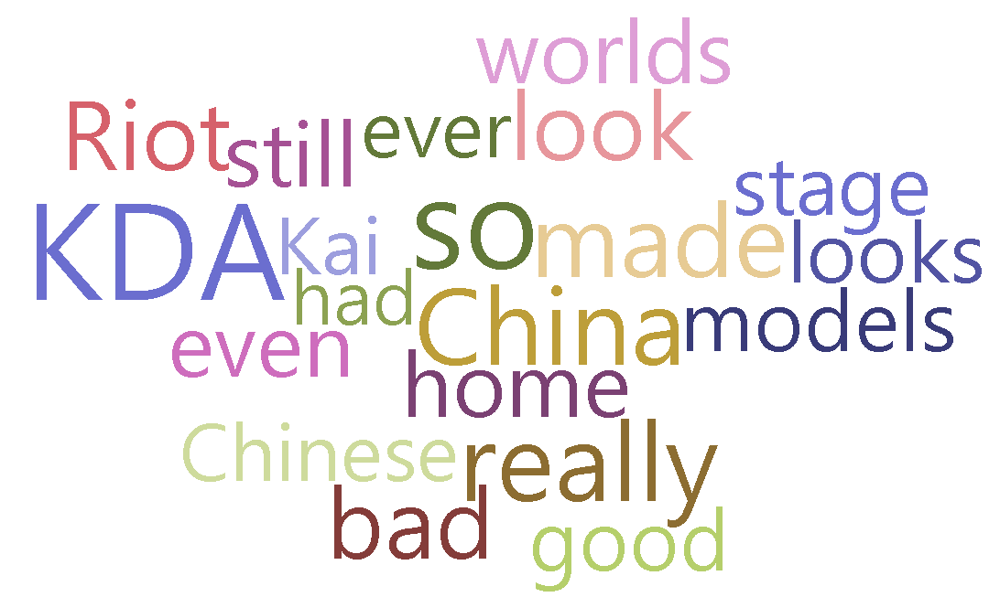 worlds
Riot still ever look
stage
KDA Kai so made looks
had China models
even home
Chinese really
bad good